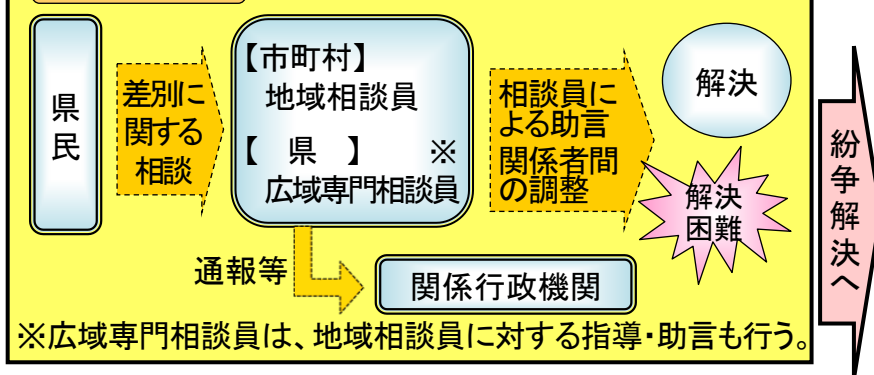 県民
差別に
関する
相談
【市町村】
地域相談員
【　県　】　　※
広域専門相談員
相談員に
よる助言
関係者間
の調整
解決
解決
困難
通報等
関係行政機関
※広域専門相談員は、地域相談員に対する指導・助言も行う。
紛争解決へ